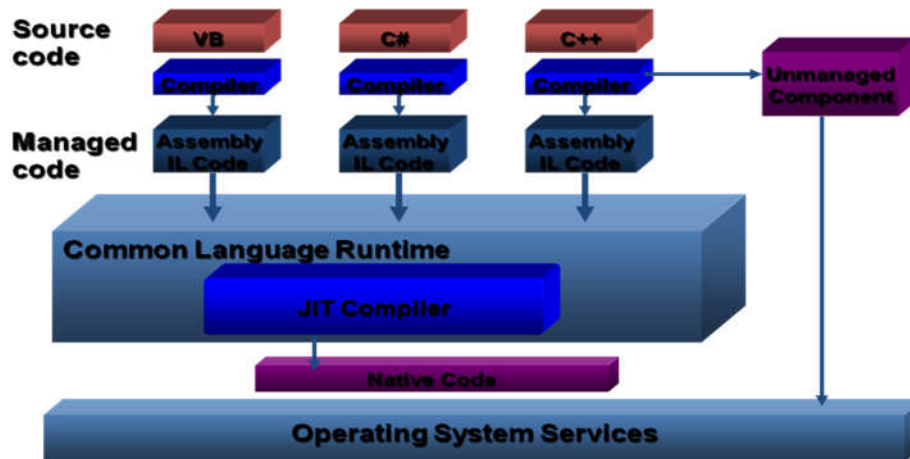 Source
code
VB
C#
C++
Compiler
Compiler
Compiler
Unmanaged
Component
Managed
code
Assembly
IL Code
Assembly
IL Code
Assembly
IL Code
Common Language Runtime
JIT Compiler
Native Code
Operating System Services